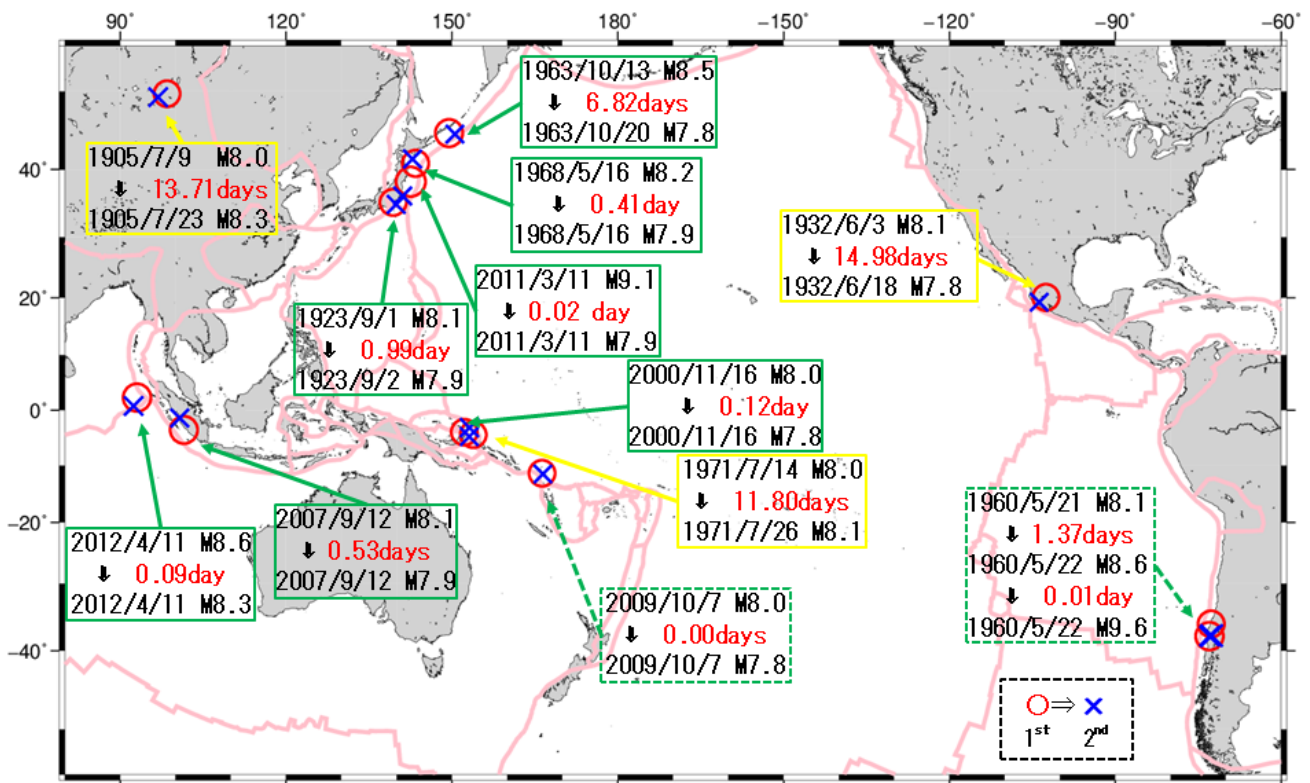 90 120 150 180 −150 −120 −90 −60
40°
20°
0°
−20°
−40°
1963/10/13 M8.5
⬇ 6.82days
1963/10/20 M7.8
1905/7/9 M8.0
⬇ 13.71days
1905/7/23 M8.3
1968/5/16 M8.2
⬇ 0.41day
1968/5/16 M7.9
1932/6/3 M8.1
⬇ 14.98days
1932/6/18 M7.8
2011/3/11 M9.1
⬇ 0.02 day
2011/3/11 M7.9
1923/9/1 M8.1
⬇ 0.99day
1923/9/2 M7.9
2000/11/16 M8.0
⬇ 0.12day
2000/11/16 M7.8
1971/7/14 M8.0
⬇ 11.80days
1971/7/26 M8.1
1960/5/21 M8.1
⬇ 1.37days
1960/5/22 M8.6
⬇ 0.01day
1960/5/22 M9.6
2007/9/12 M8.1
⬇ 0.53days
2007/9/12 M7.9
2012/4/11 M8.6
⬇ 0.09day
2012/4/11 M8.3
2009/10/7 M8.0
⬇ 0.00days
2009/10/7 M7.8
○⇒×
1st 2nd